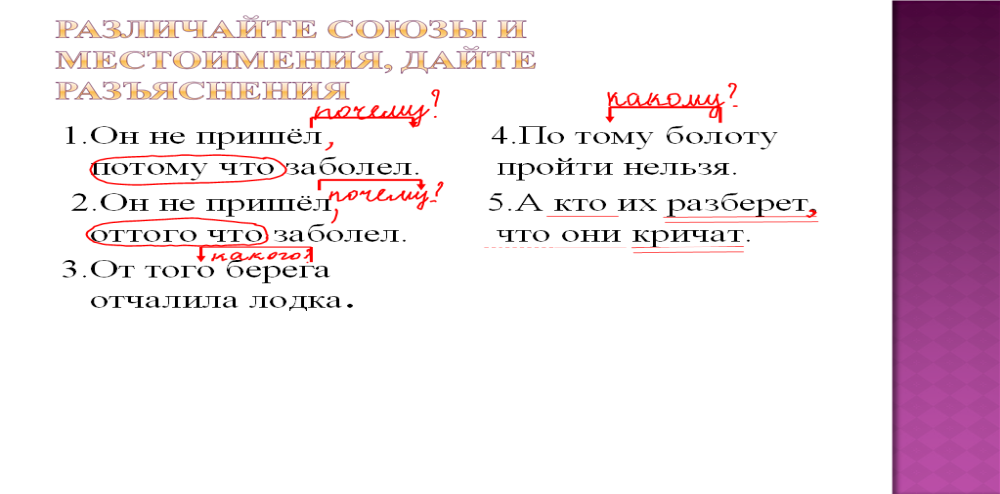 РАЗЛИЧАЙТЕ СОЮЗЫ И
МЕСТОИМЕНИЯ, ДАЙТЕ
РАЗЪЯСНЕНИЯ
почему?
1.Он не пришёл,
потому что заболел.
почему?
2.Он не пришёл,
оттого что заболел.
какого?
3.От того берега
отчалила лодка.
какому?
4.По тому болоту
пройти нельзя.
5.А кто их разберет,
что они кричат.